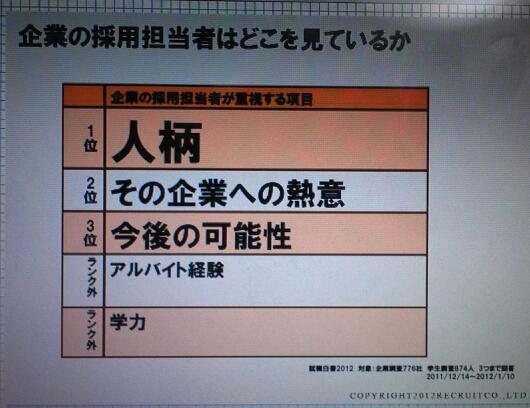 企業の採用担当者はどこを見ているか
企業の採用担当者が重視する項目
1位
人柄
2位
その企業への熱意
3位
今後の可能性
ランク外
アルバイト経験
ランク外
学力
就職白書2012 対象:企業調査776社 学生調査874人 3つまで回答
2011/12/14~2012/1/10
COPYRIGHT2012RECRUITCO.,LTD